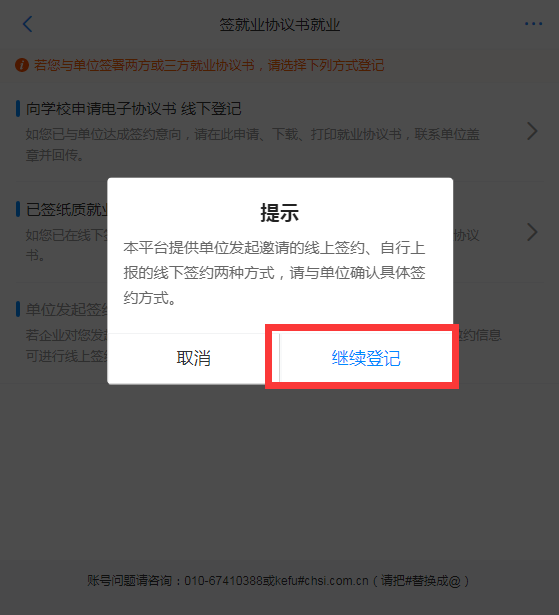 签就业协议书就业
若您与单位签署两方或三方就业协议书，请选择下列方式登记
向学校申请电子协议书 线下登记
如您已与单位达成签约意向，请在此申请、下载、打印就业协议书，联系单位盖
章并回传。
已签纸质就业
如您已在线下签
协议
书。
单位发起签约
若企业对您发起
约信息
可进行线上签约
提示
本平台提供单位发起邀请的线上签约、自行上
报的线下签约两种方式，请与单位确认具体签
约方式。
取消
继续登记
账号问题请咨询：010-67410388或kefu#chsi.com.cn（请把#替换成@）